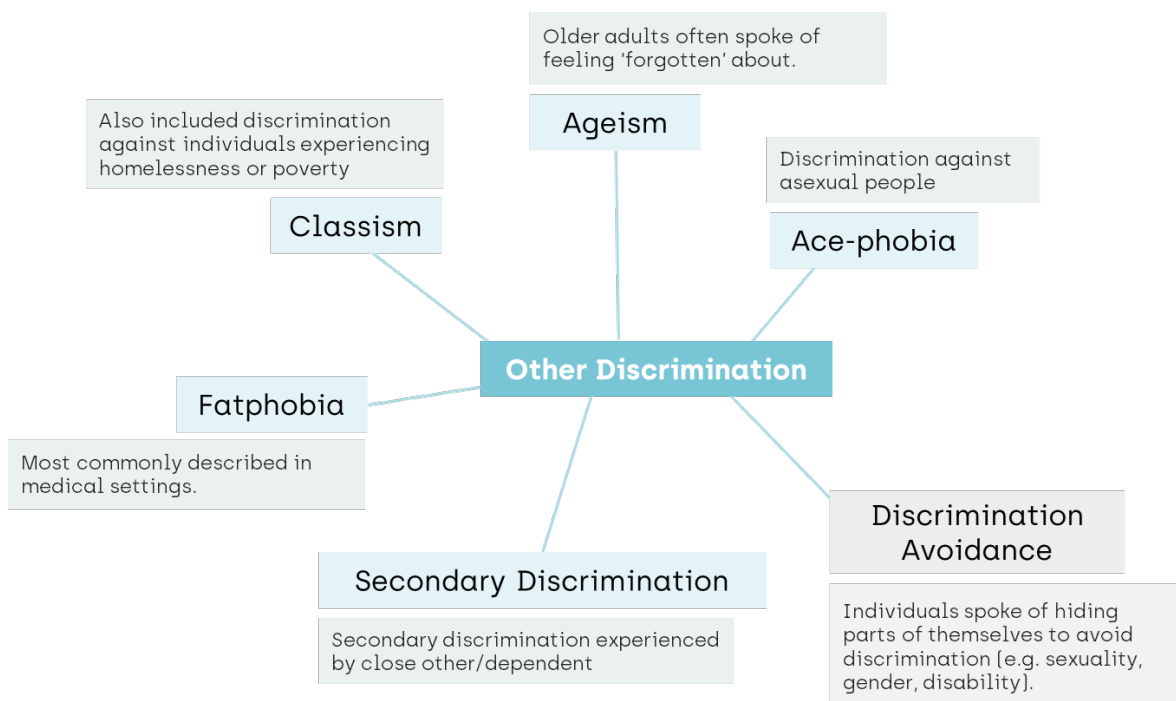 Older adults often spoke of
feeling ‘forgotten’ about.
Ageism
Also included discrimination
against individuals experiencing
homelessness or poverty
Classism
Discrimination against
asexual people
Ace-phobia
Other Discrimination
Fatphobia
Most commonly described in
medical settings.
Secondary Discrimination
Secondary discrimination experienced
by close other/dependent
Discrimination
Avoidance
Individuals spoke of hiding
parts of themselves to avoid
discrimination (e.g. sexuality,
gender, disability).